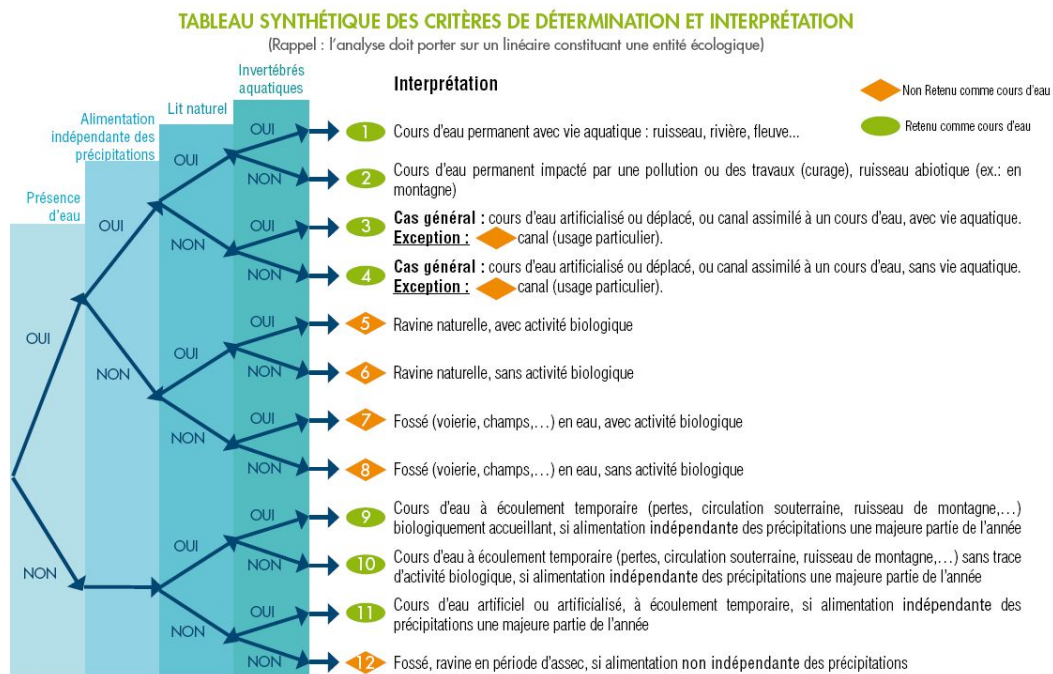 TABLEAU SYNTHÉTIQUE DES CRITÈRES DE DÉTERMINATION ET INTERPRÉTATION
(Rappel : l'analyse doit porter sur un linéaire constituant une entité écologique)
Présence
d'eau
Alimentation
indépendante des
précipitations
Lit naturel
Invertébrés
aquatiques
Interprétation
Non Retenu comme cours d'eau
Retenu comme cours d'eau
OUI
NON
OUI
NON
OUI
NON
OUI
NON
OUI
NON
OUI
NON
OUI 1 Cours d'eau permanent avec vie aquatique : ruisseau, rivière, fleuve...
NON 2 Cours d'eau permanent impacté par une pollution ou des travaux (curage), ruisseau abiotique (ex.: en
montagne)
OUI 3 Cas général : cours d'eau artificialisé ou déplacé, ou canal assimilé à un cours d'eau, avec vie aquatique.
Exception : canal (usage particulier).
NON 4 Cas général : cours d'eau artificialisé ou déplacé, ou canal assimilé à un cours d'eau, sans vie aquatique.
Exception : canal (usage particulier).
OUI 5 Ravine naturelle, avec activité biologique
NON 6 Ravine naturelle, sans activité biologique
OUI 7 Fossé (voierie, champs,...) en eau, avec activité biologique
NON 8 Fossé (voierie, champs,...) en eau, sans activité biologique
OUI 9 Cours d'eau à écoulement temporaire (pertes, circulation souterraine, ruisseau de montagne,...)
biologiquement accueillant, si alimentation indépendante des précipitations une majeure partie de l'année
NON 10 Cours d'eau à écoulement temporaire (pertes, circulation souterraine, ruisseau de montagne,...) sans trace
d'activité biologique, si alimentation indépendante des précipitations une majeure partie de l'année
OUI 11 Cours d'eau artificiel ou artificialisé, à écoulement temporaire, si alimentation indépendante des
précipitations une majeure partie de l'année
NON 12 Fossé, ravine en période d'assec, si alimentation non indépendante des précipitations